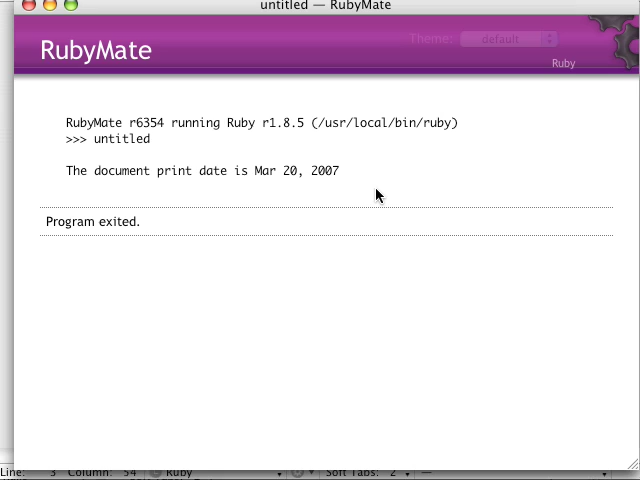 untitled — RubyMate
RubyMate
Theme: default
Ruby
RubyMate r6354 running Ruby r1.8.5 (/usr/local/bin/ruby)
>>> untitled
The document print date is Mar 20, 2007
Program exited.
Line: 3 Column: 54 Ruby Soft Tabs: 2 —